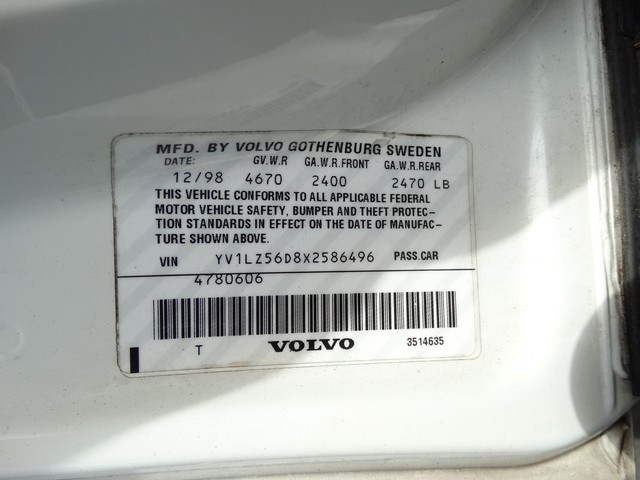 MFD. BY VOLVO GOTHENBURG SWEDEN
DATE: GV.W.R GA.W.R.FRONT GA.W.R.REAR
12/98 4670 2400 2470 LB
THIS VEHICLE CONFORMS TO ALL APPLICABLE FEDERAL
MOTOR VEHICLE SAFETY, BUMPER AND THEFT PROTEC-
TION STANDARDS IN EFFECT ON THE DATE OF MANUFAC-
TURE SHOWN ABOVE.
VIN YV1LZ56D8X2586496 PASS.CAR
4780606
T VOLVO 3514635